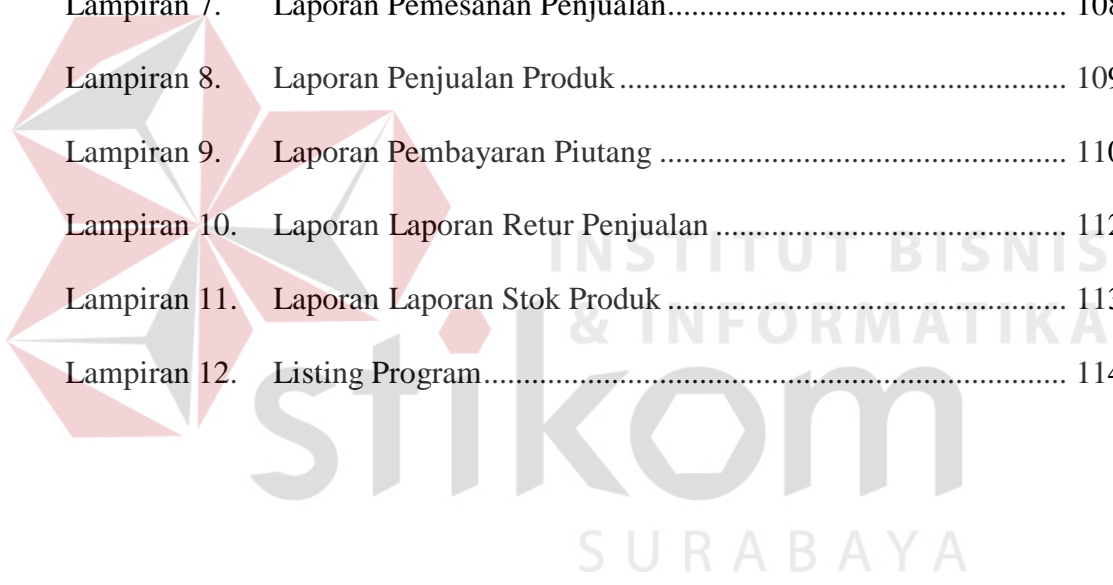 Lampiran 7. Laporan Pemesanan Penjualan.................................................. 108
Lampiran 8. Laporan Penjualan Produk ........................................................ 109
Lampiran 9. Laporan Pembayaran Piutang ................................................... 110
Lampiran 10. Laporan Laporan Retur Penjualan ............................................ 112
Lampiran 11. Laporan Laporan Stok Produk .................................................. 113
Lampiran 12. Listing Program......................................................................... 114
INSTITUT BISNIS
& INFORMATIKA
stikom
SURABAYA